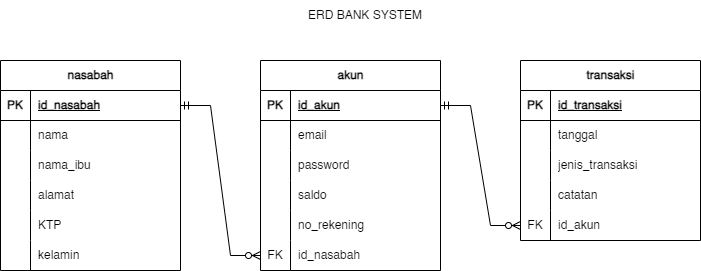 ERD BANK SYSTEM
nasabah
PK id_nasabah
nama
nama_ibu
alamat
KTP
kelamin
akun
PK id_akun
email
password
saldo
no_rekening
FK id_nasabah
transaksi
PK id_transaksi
tanggal
jenis_transaksi
catatan
FK id_akun